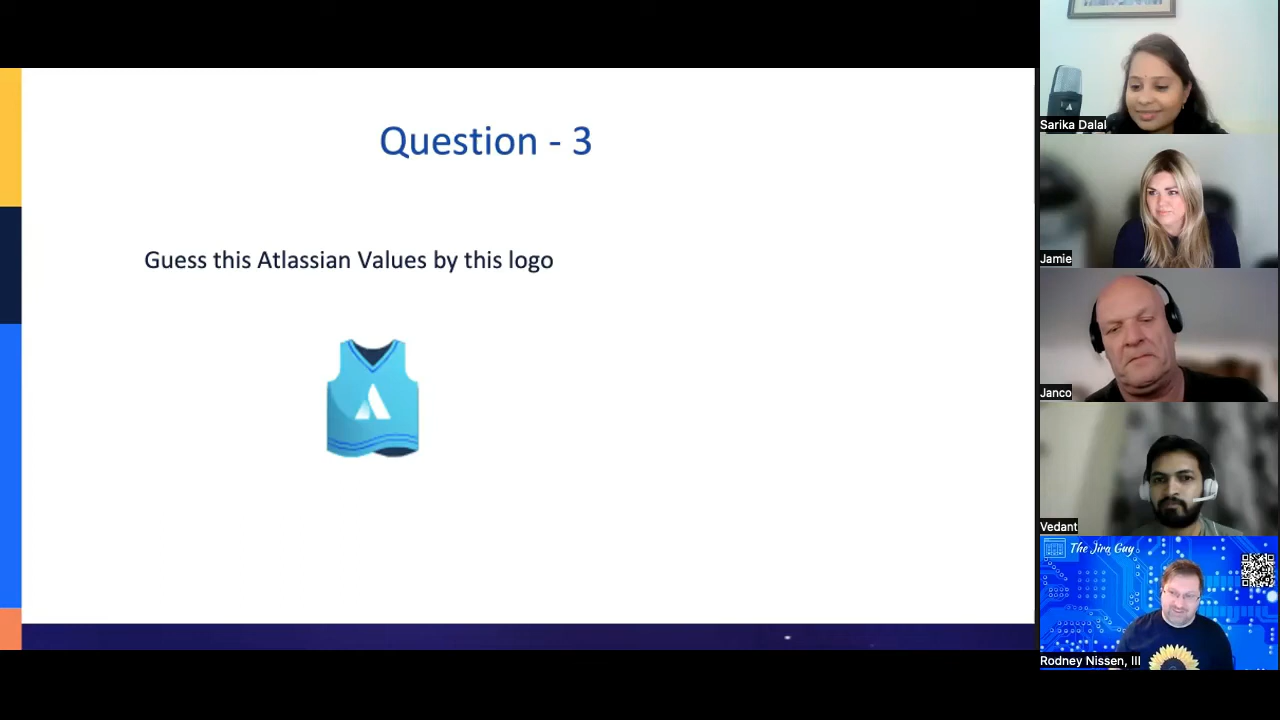 Question - 3
Guess this Atlassian Values by this logo
Sarika Dalal
Jamie
Janco
Vedant
The Jira Guy
Rodney Nissen, III